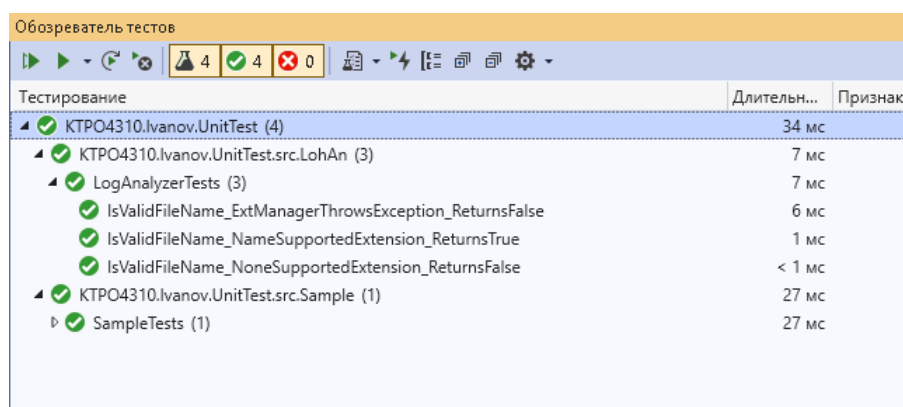 Обозреватель тестов
4 4 0
Тестирование Длительн... Признак
KTPO4310.Ivanov.UnitTest (4) 34 мс
KTPO4310.Ivanov.UnitTest.src.LohAn (3) 7 мс
LogAnalyzerTests (3) 7 мс
IsValidFileName_ExtManagerThrowsException_ReturnsFalse 6 мс
IsValidFileName_NameSupportedExtension_ReturnsTrue 1 мс
IsValidFileName_NoneSupportedExtension_ReturnsFalse < 1 мс
KTPO4310.Ivanov.UnitTest.src.Sample (1) 27 мс
SampleTests (1) 27 мс